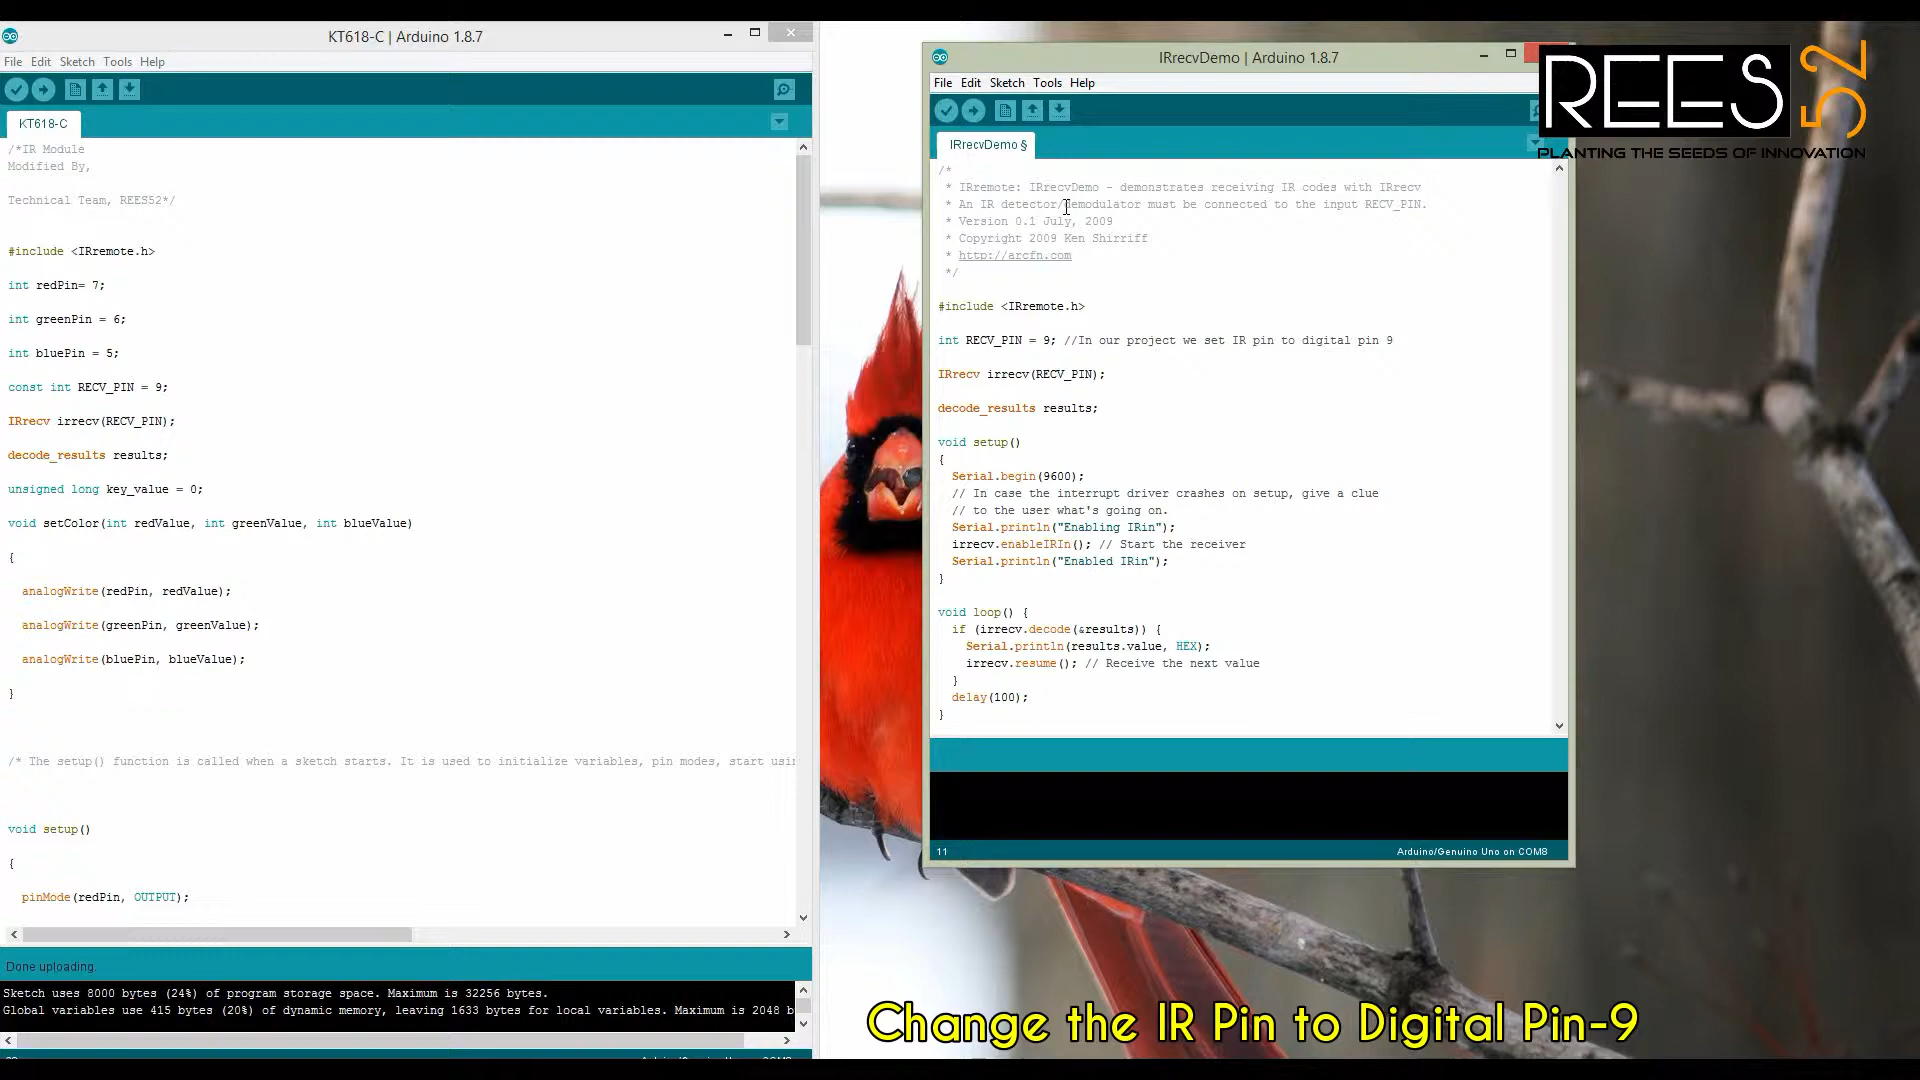 KT618-C | Arduino 1.8.7
File Edit Sketch Tools Help
KT618-C
/*IR Module
Modified By,
Technical Team, REES52*/
#include <IRremote.h>
int redPin= 7;
int greenPin = 6;
int bluePin = 5;
const int RECV_PIN = 9;
IRrecv irrecv(RECV_PIN);
decode_results results;
unsigned long key_value = 0;
void setColor(int redValue, int greenValue, int blueValue)
{
analogWrite(redPin, redValue);
analogWrite(greenPin, greenValue);
analogWrite(bluePin, blueValue);
}
/* The setup() function is called when a sketch starts. It is used to initialize variables, pin modes, start usin
void setup()
{
pinMode(redPin, OUTPUT);
Done uploading.
Sketch uses 8000 bytes (24%) of program storage space. Maximum is 32256 bytes.
Global variables use 415 bytes (20%) of dynamic memory, leaving 1633 bytes for local variables. Maximum is 2048 b
IRrecvDemo | Arduino 1.8.7
File Edit Sketch Tools Help
IRrecvDemo §
/*
* IRremote: IRrecvDemo - demonstrates receiving IR codes with IRrecv
* An IR detector/demodulator must be connected to the input RECV_PIN.
* Version 0.1 July, 2009
* Copyright 2009 Ken Shirriff
* http://arcfn.com
*/
#include <IRremote.h>
int RECV_PIN = 9; //In our project we set IR pin to digital pin 9
IRrecv irrecv(RECV_PIN);
decode_results results;
void setup()
{
Serial.begin(9600);
// In case the interrupt driver crashes on setup, give a clue
// to the user what's going on.
Serial.println("Enabling IRin");
irrecv.enableIRIn(); // Start the receiver
Serial.println("Enabled IRin");
}
void loop() {
if (irrecv.decode(&results)) {
Serial.println(results.value, HEX);
irrecv.resume(); // Receive the next value
}
delay(100);
}
11 Arduino/Genuino Uno on COM8
REES52
PLANTING THE SEEDS OF INNOVATION
Change the IR Pin to Digital Pin-9